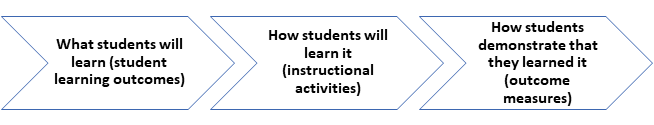 What students will
learn (student
learning outcomes)
How students will
learn it
(instructional
activities)
How students
demonstrate that
they learned it
(outcome
measures)